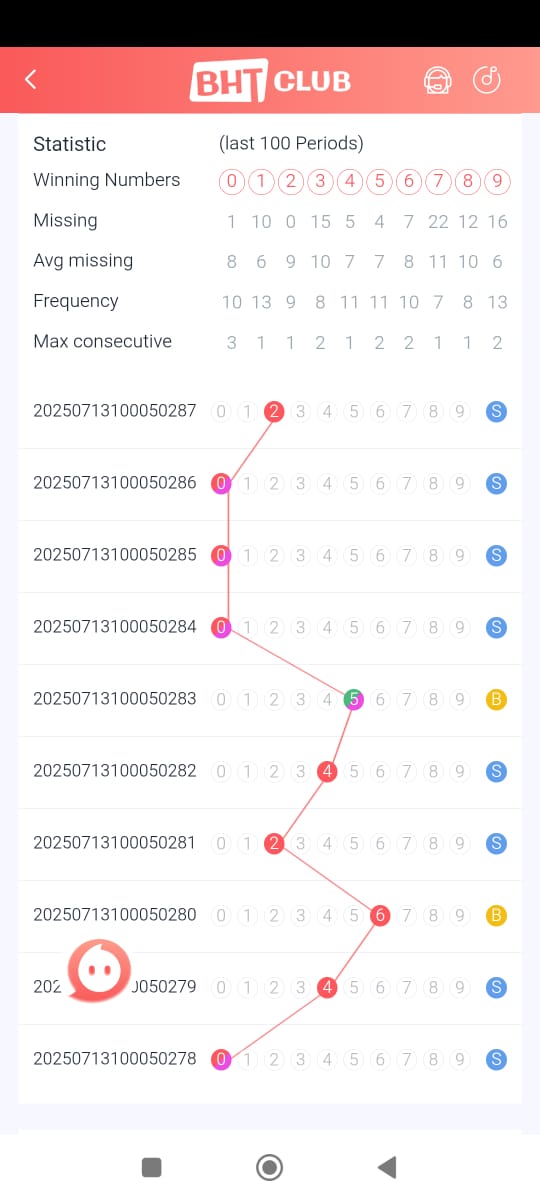 BHT CLUB
Statistic (last 100 Periods)
Winning Numbers 0 1 2 3 4 5 6 7 8 9
Missing 1 10 0 15 5 4 7 22 12 16
Avg missing 8 6 9 10 7 7 8 11 10 6
Frequency 10 13 9 8 11 11 10 7 8 13
Max consecutive 3 1 1 2 1 2 2 1 1 2
20250713100050287 0 1 2 3 4 5 6 7 8 9 S
20250713100050286 0 1 2 3 4 5 6 7 8 9 S
20250713100050285 0 1 2 3 4 5 6 7 8 9 S
20250713100050284 0 1 2 3 4 5 6 7 8 9 S
20250713100050283 0 1 2 3 4 5 6 7 8 9 B
20250713100050282 0 1 2 3 4 5 6 7 8 9 S
20250713100050281 0 1 2 3 4 5 6 7 8 9 S
20250713100050280 0 1 2 3 4 5 6 7 8 9 B
202 0050279 0 1 2 3 4 5 6 7 8 9 S
20250713100050278 0 1 2 3 4 5 6 7 8 9 S